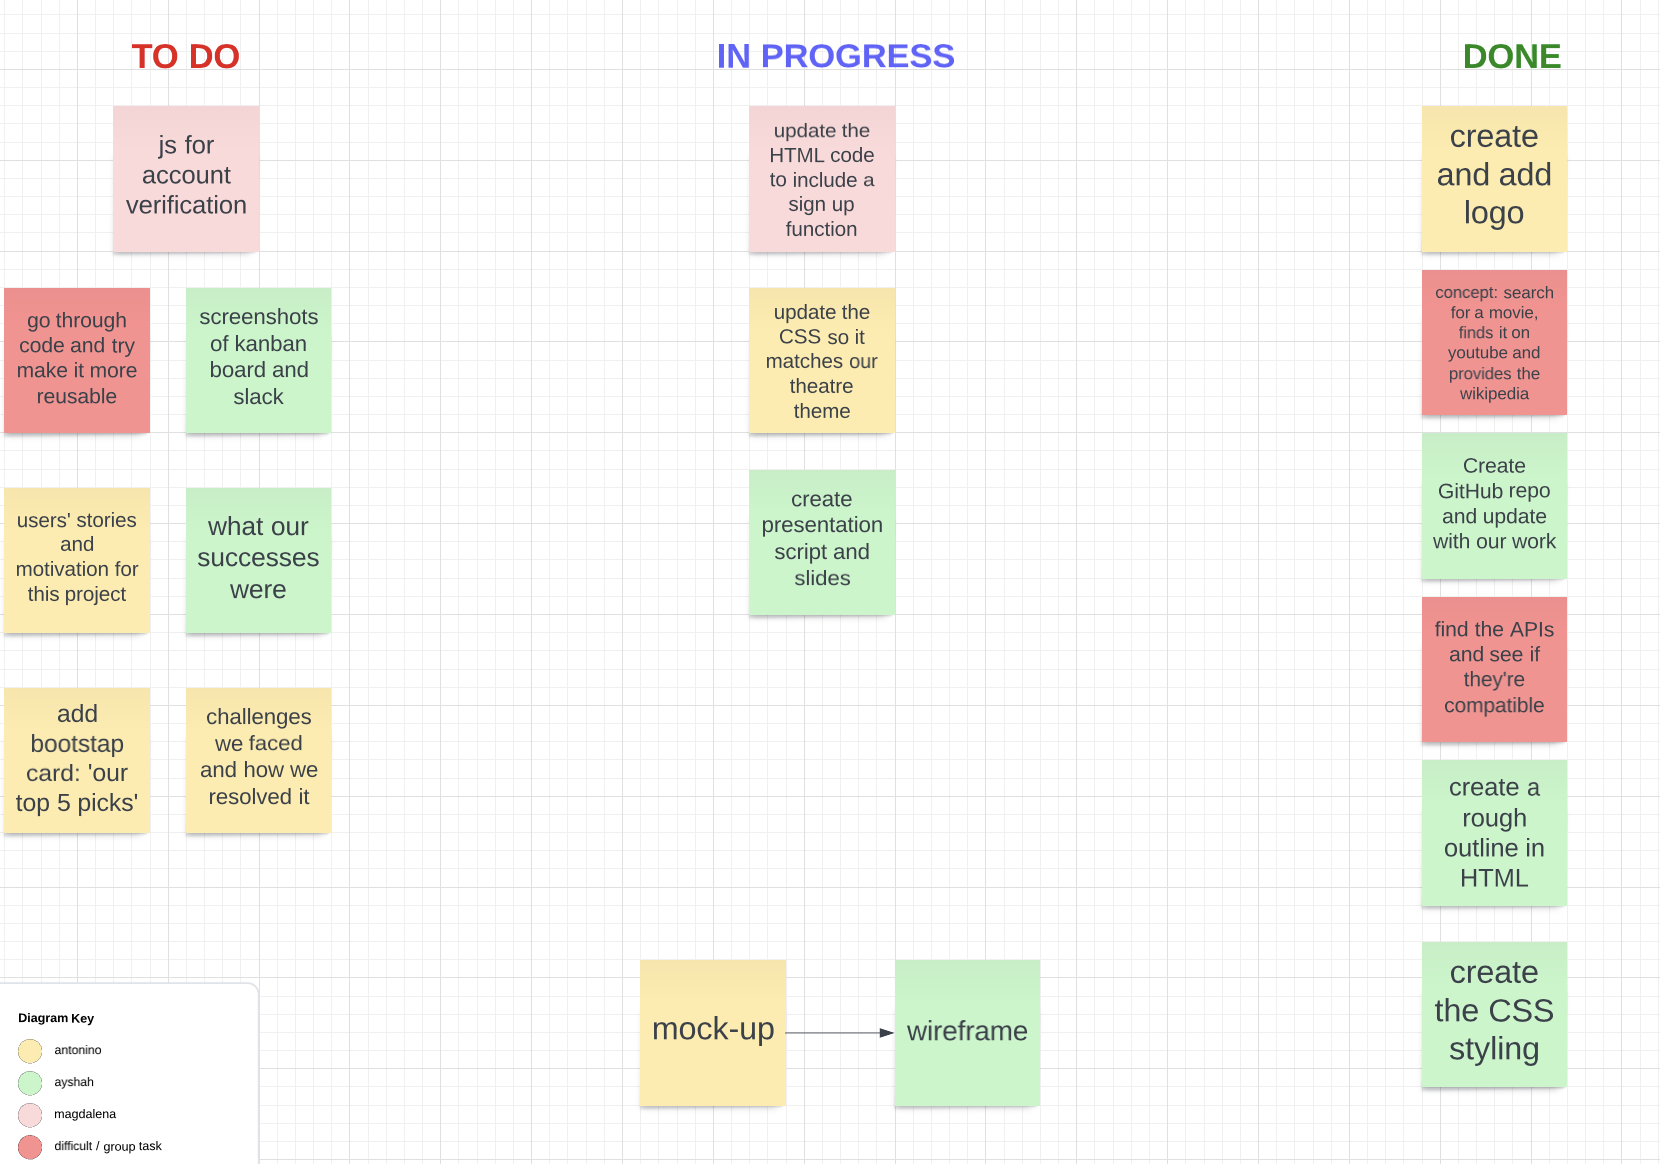 TO DO
js for
account
verification
go through
code and try
make it more
reusable
screenshots
of kanban
board and
slack
users' stories
and
motivation for
this project
what our
successes
were
add
bootstap
card: 'our
top 5 picks'
challenges
we faced
and how we
resolved it
IN PROGRESS
update the
HTML code
to include a
sign up
function
update the
CSS so it
matches our
theatre
theme
create
presentation
script and
slides
mock-up
wireframe
DONE
create
and add
logo
concept: search
for a movie,
finds it on
youtube and
provides the
wikipedia
Create
GitHub repo
and update
with our work
find the APIs
and see if
they're
compatible
create a
rough
outline in
HTML
create
the CSS
styling
Diagram Key
antonino
ayshah
magdalena
difficult / group task